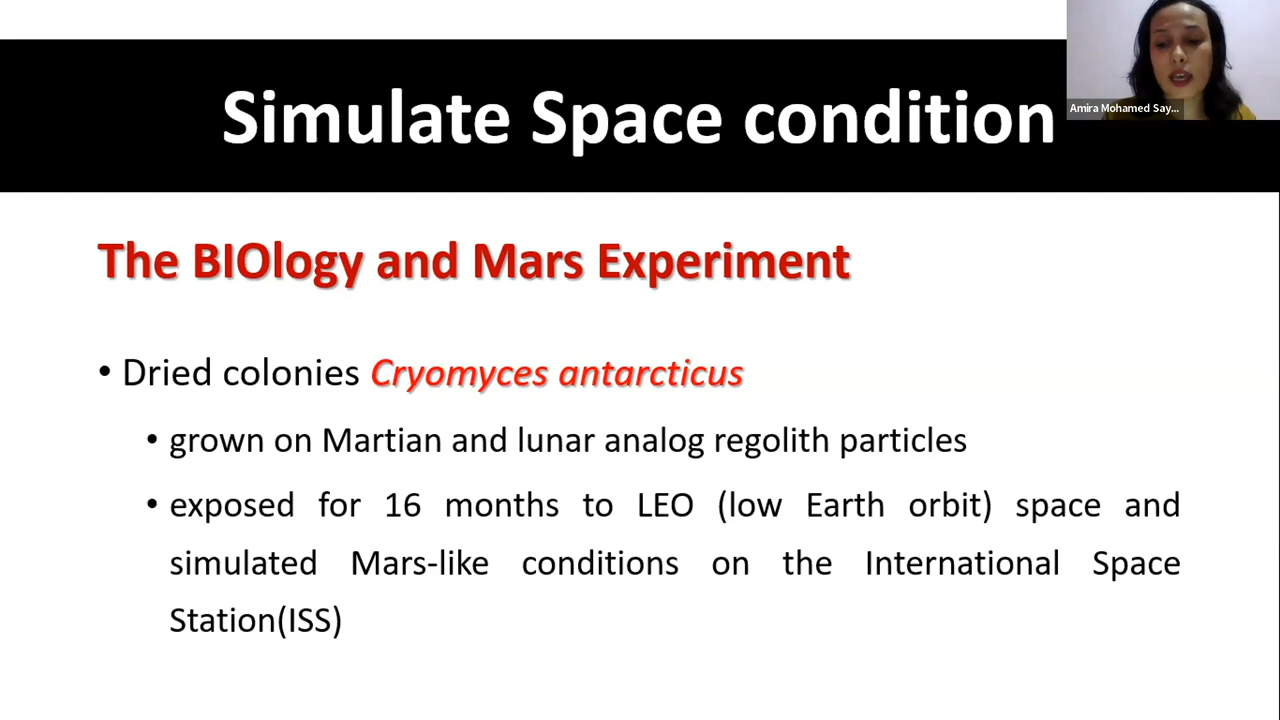 Simulate Space condition
Amira Mohamed Say...
The BIOlogy and Mars Experiment
• Dried colonies Cryomyces antarcticus
• grown on Martian and lunar analog regolith particles
• exposed for 16 months to LEO (low Earth orbit) space and
simulated Mars-like conditions on the International Space
Station(ISS)